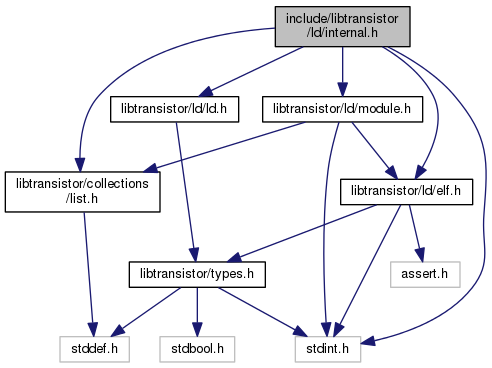 include/libtransistor
/ld/internal.h
libtransistor/ld/ld.h
libtransistor/ld/module.h
libtransistor/collections
/list.h
libtransistor/ld/elf.h
libtransistor/types.h
assert.h
stddef.h
stdbool.h
stdint.h